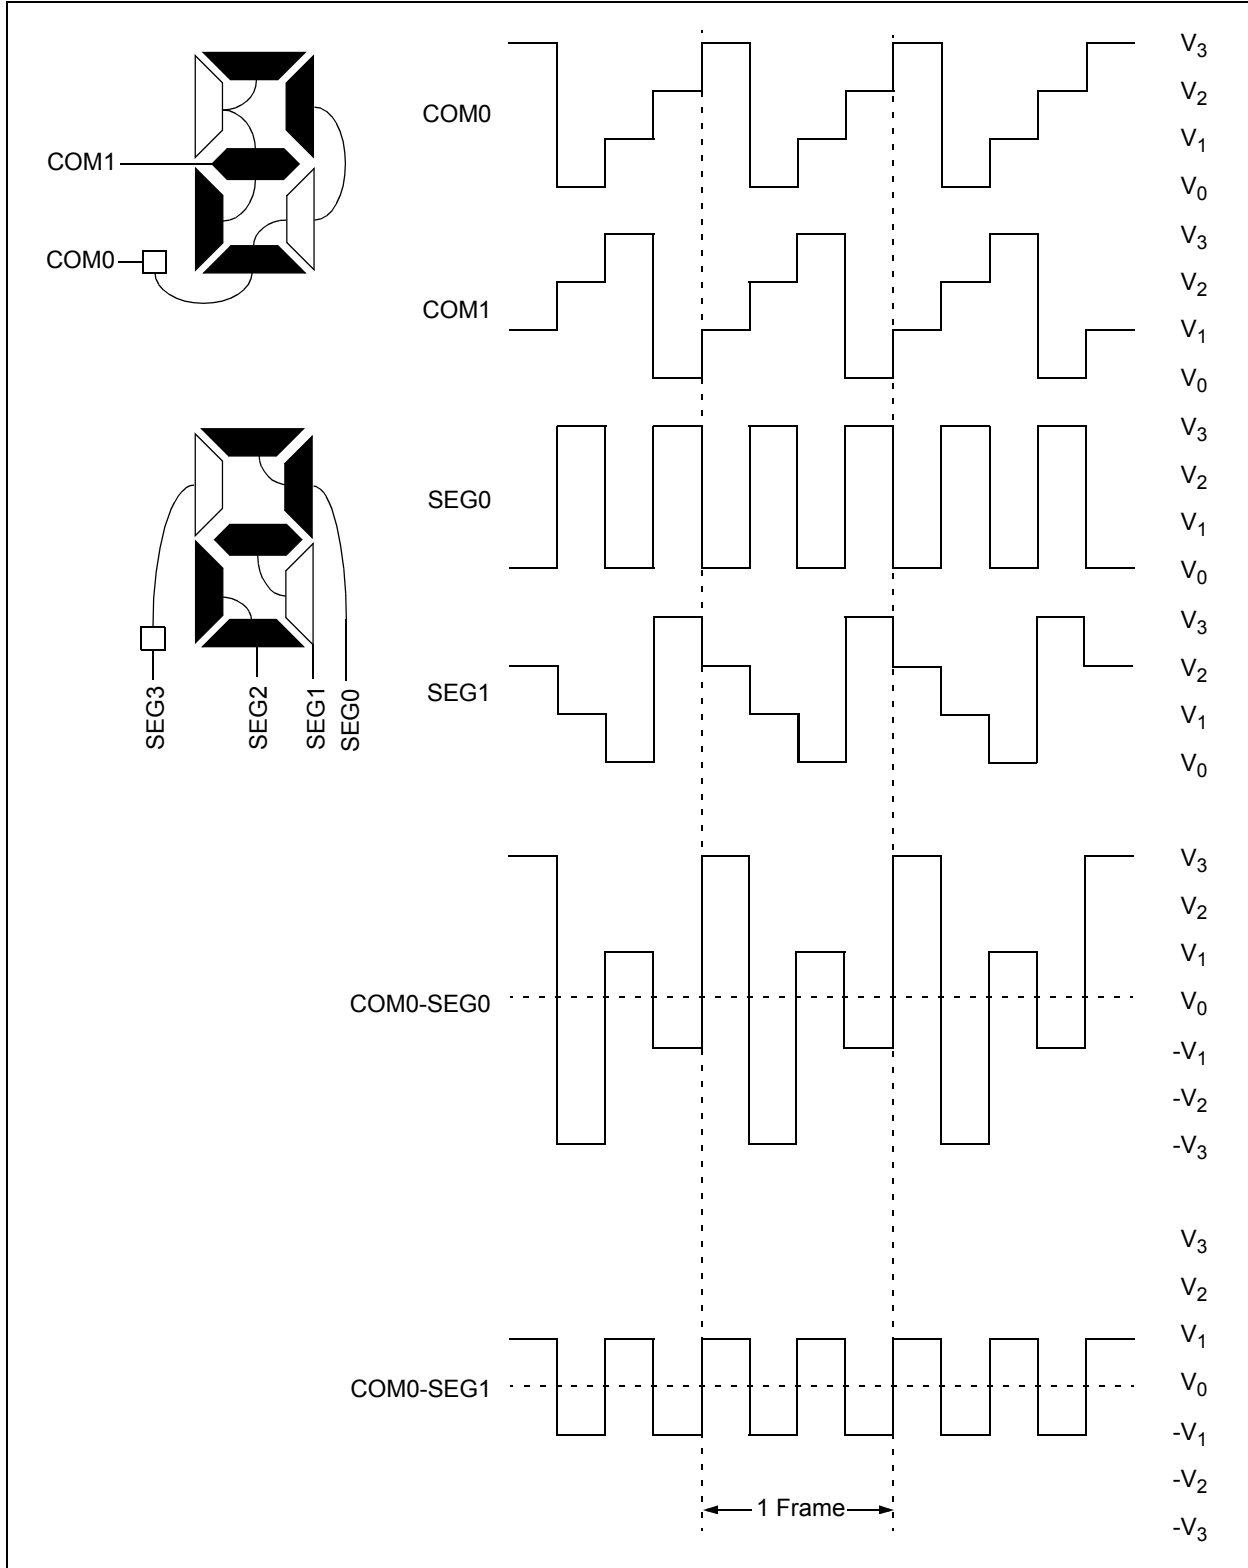 COM1
COM0
SEG3
SEG2
SEG1
SEG0
COM0
V3
V2
V1
V0
COM1
V3
V2
V1
V0
SEG0
V3
V2
V1
V0
SEG1
V3
V2
V1
V0
COM0-SEG0
V3
V2
V1
V0
-V1
-V2
-V3
COM0-SEG1
V3
V2
V1
V0
-V1
-V2
-V3
1 Frame